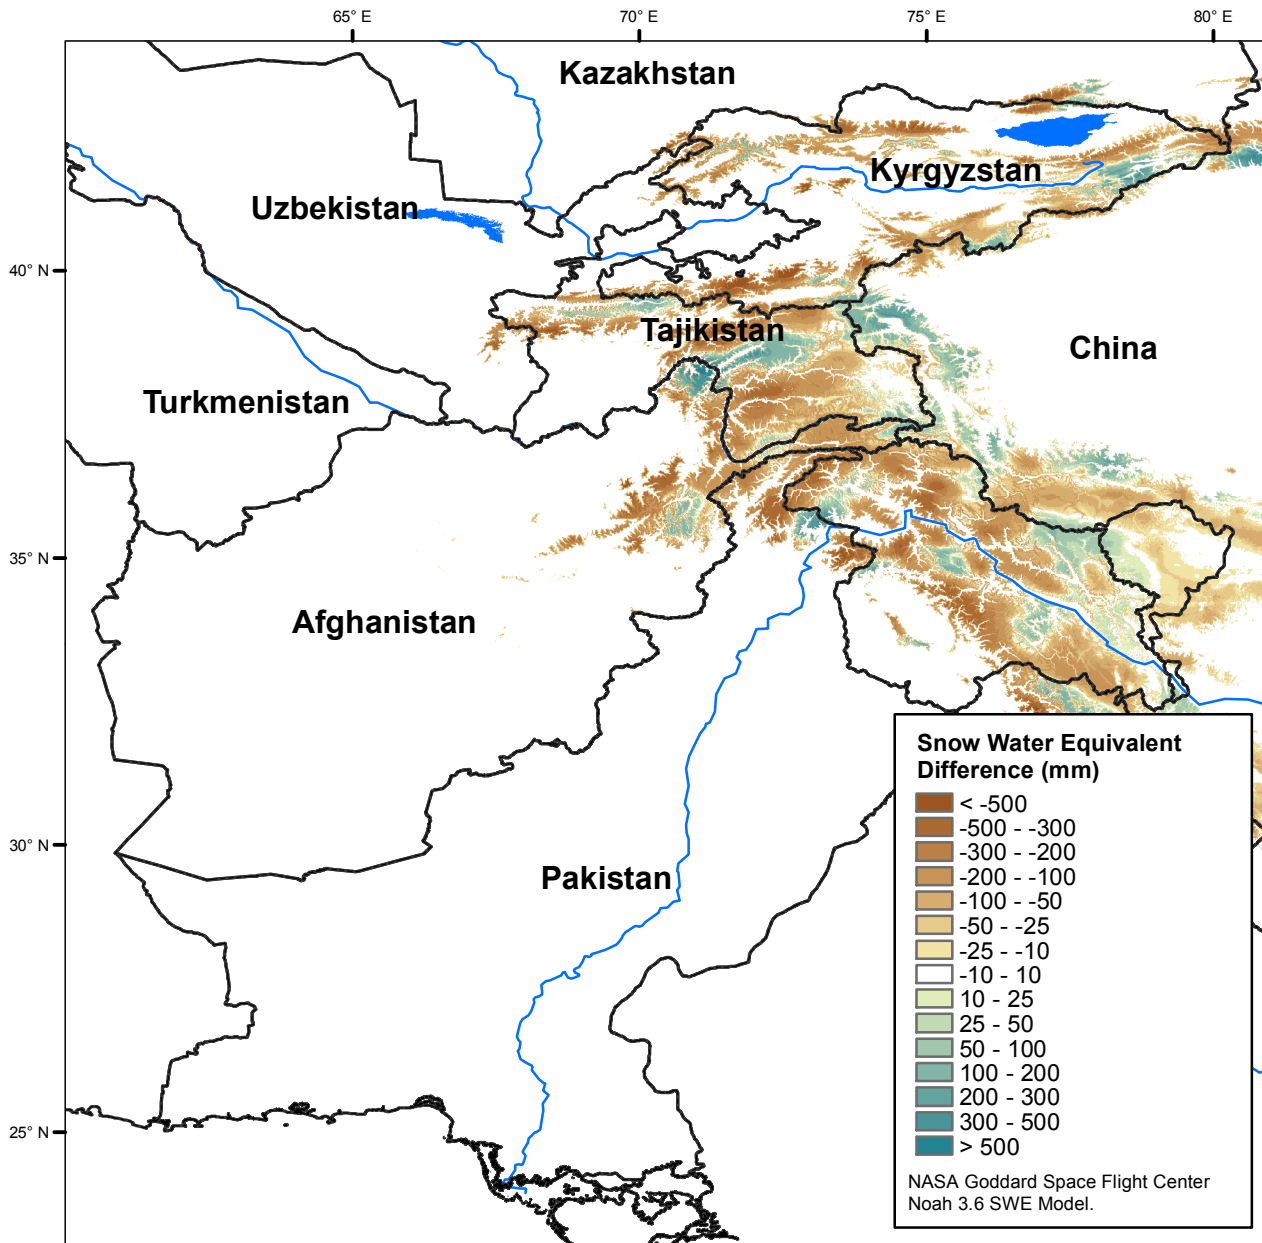 65° E
70° E
75° E
80° E
Kazakhstan
Kyrgyzstan
Uzbekistan
40° N
Tajikistan
China
Turkmenistan
35° N
Afghanistan
Snow Water Equivalent
Difference (mm)
< -500
-500 - -300
-300 - -200
-200 - -100
-100 - -50
-50 - -25
-25 - -10
-10 - 10
10 - 25
25 - 50
50 - 100
100 - 200
200 - 300
300 - 500
> 500
NASA Goddard Space Flight Center
Noah 3.6 SWE Model.
30° N
Pakistan
25° N